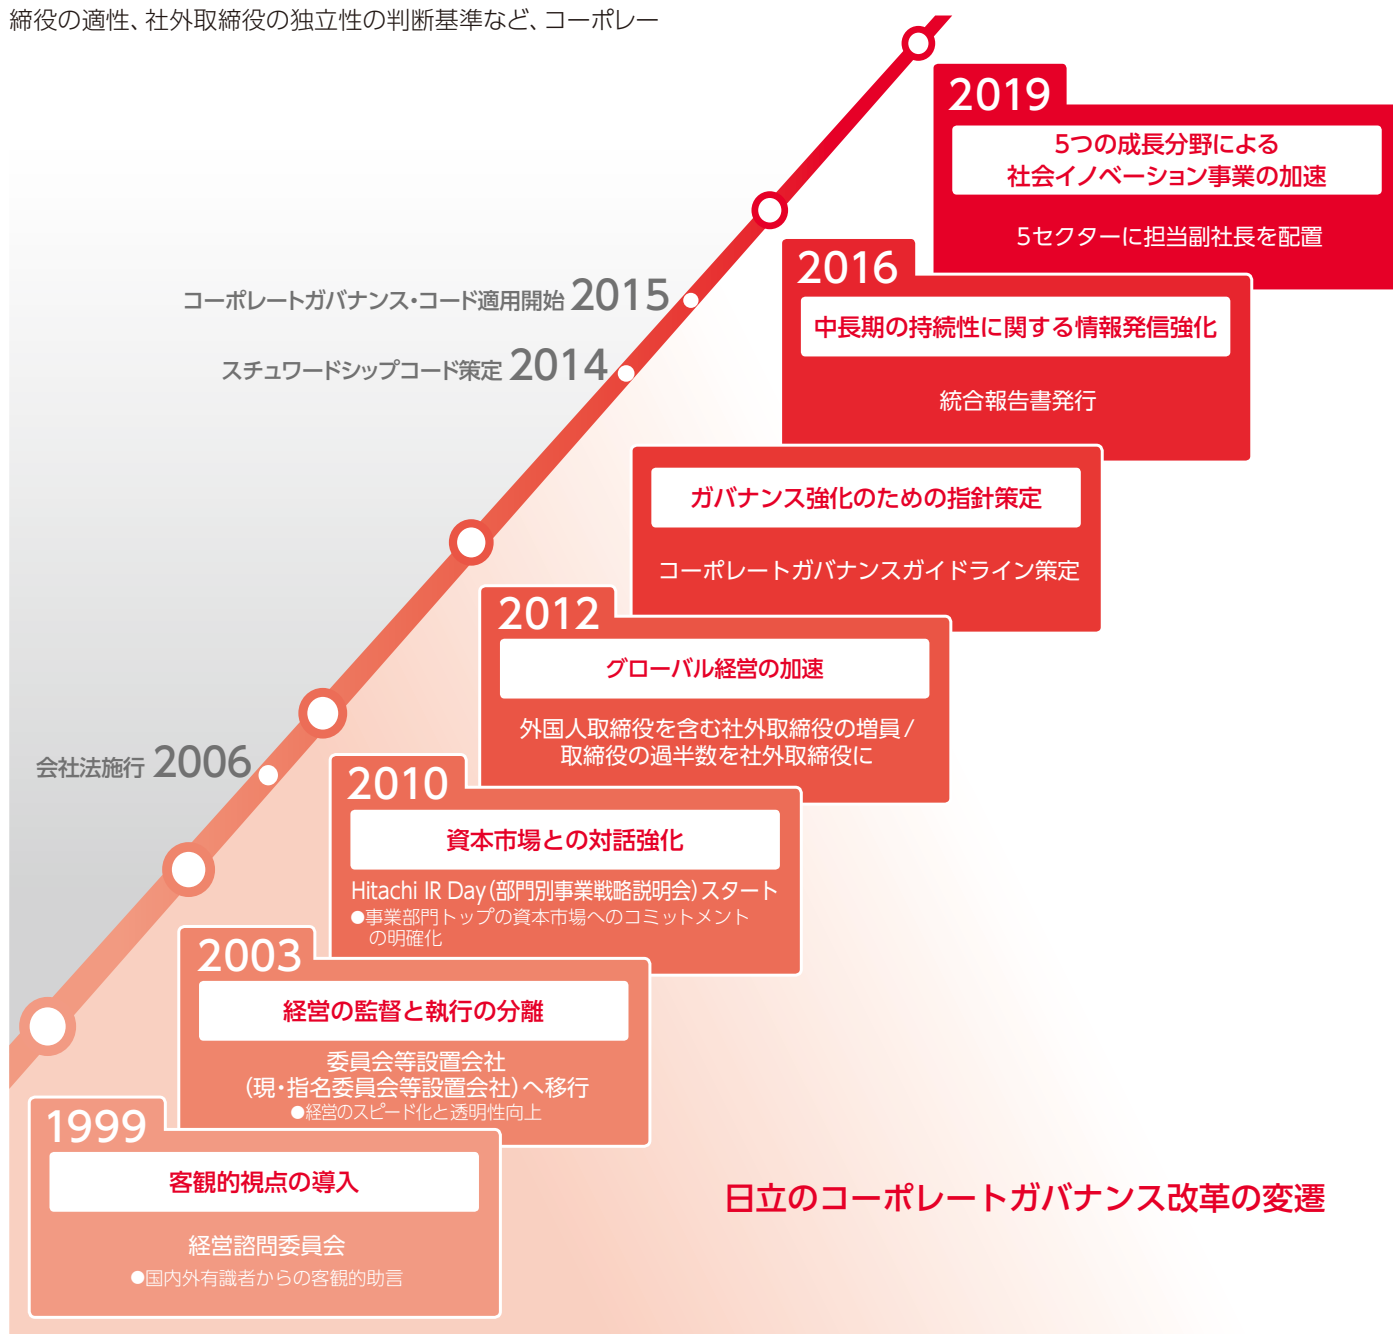 締役の適性、社外取締役の独立性の判断基準など、コーポレー
2019
5つの成長分野による
社会イノベーション事業の加速
5セクターに担当副社長を配置
2016
中長期の持続性に関する情報発信強化
統合報告書発行
コーポレートガバナンス・コード適用開始 2015
スチュワードシップコード策定 2014
ガバナンス強化のための指針策定
コーポレートガバナンスガイドライン策定
2012
グローバル経営の加速
外国人取締役を含む社外取締役の増員/
取締役の過半数を社外取締役に
会社法施行 2006
2010
資本市場との対話強化
Hitachi IR Day(部門別事業戦略説明会)スタート
●事業部門トップの資本市場へのコミットメント
の明確化
2003
経営の監督と執行の分離
委員会等設置会社
(現・指名委員会等設置会社)へ移行
●経営のスピード化と透明性向上
1999
客観的視点の導入
経営諮問委員会
●国内外有識者からの客観的助言
日立のコーポレートガバナンス改革の変遷